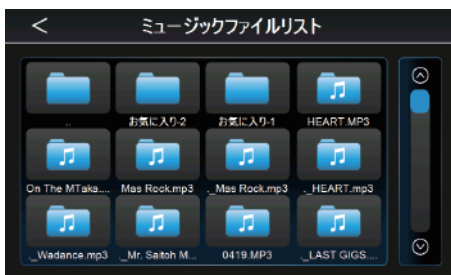 < ミュージックファイルリスト
.. お気に入り-2 お気に入り-1 HEART.MP3
On The MTaka.... Mas Rock.mp3 ._Mas Rock.mp3 ._HEART.mp3
._Wadance.mp3 ._Mr. Saitoh M... 0419.MP3 ._LAST GIGS....